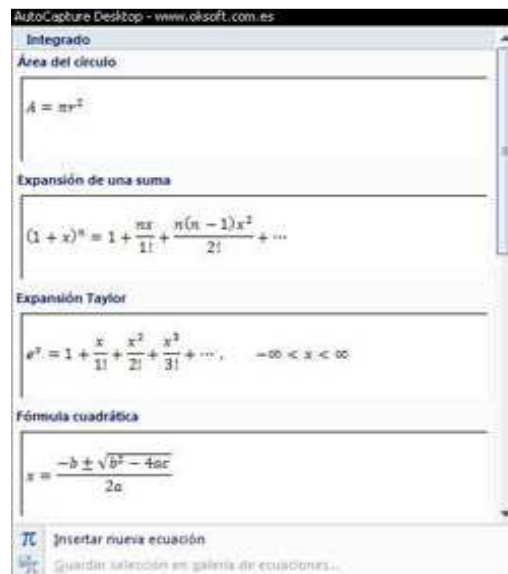 AutoCapture Desktop - www.oksoft.com.es
Integrado
Área del círculo
A = πr²
Expansión de una suma
(1 + x)ⁿ = 1 + nx/1! + n(n − 1)x²/2! + ⋯
Expansión Taylor
eˣ = 1 + x/1! + x²/2! + x³/3! + ⋯ , −∞ < x < ∞
Fórmula cuadrática
x = (−b ± √(b² − 4ac))/2a
Insertar nueva ecuación
Guardar selección en galería de ecuaciones...